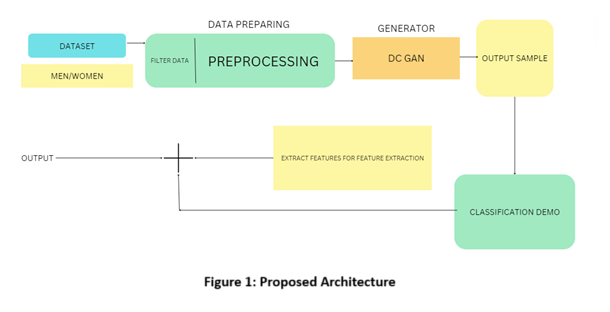 DATA PREPARING
GENERATOR
DATASET
MEN/WOMEN
FILTER DATA
PREPROCESSING
DC GAN
OUTPUT SAMPLE
OUTPUT
EXTRACT FEATURES FOR FEATURE EXTRACTION
CLASSIFICATION DEMO
Figure 1: Proposed Architecture